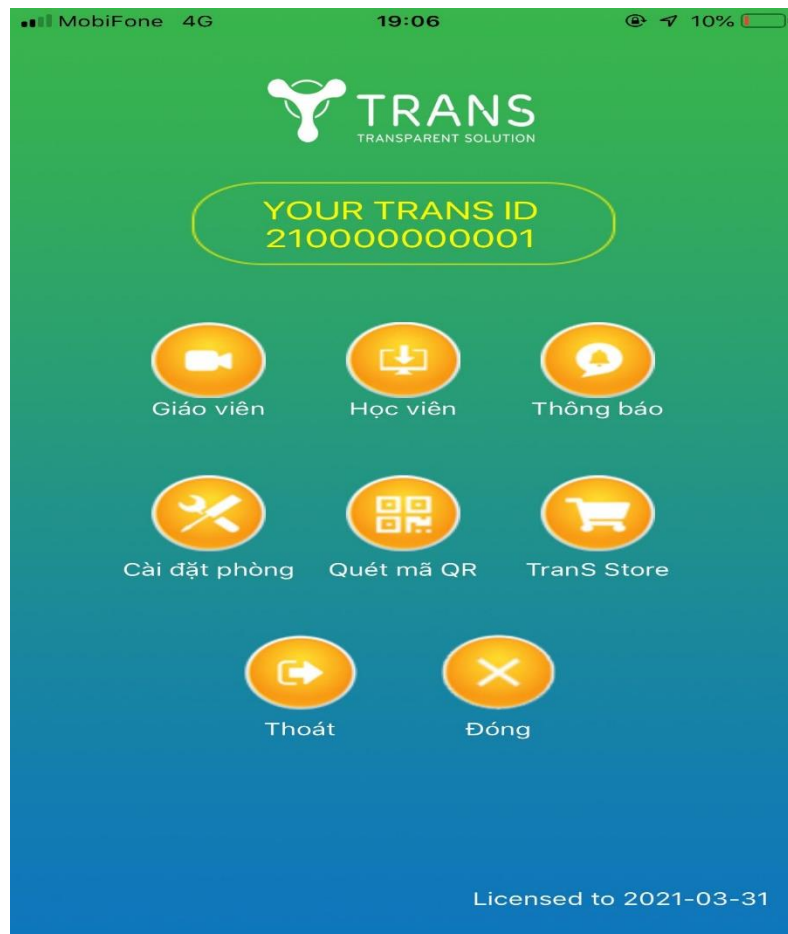 MobiFone 4G 19:06 10%
TRANS
TRANSPARENT SOLUTION
YOUR TRANS ID
210000000001
Giáo viên Học viên Thông báo
Cài đặt phòng Quét mã QR TranS Store
Thoát Đóng
Licensed to 2021-03-31